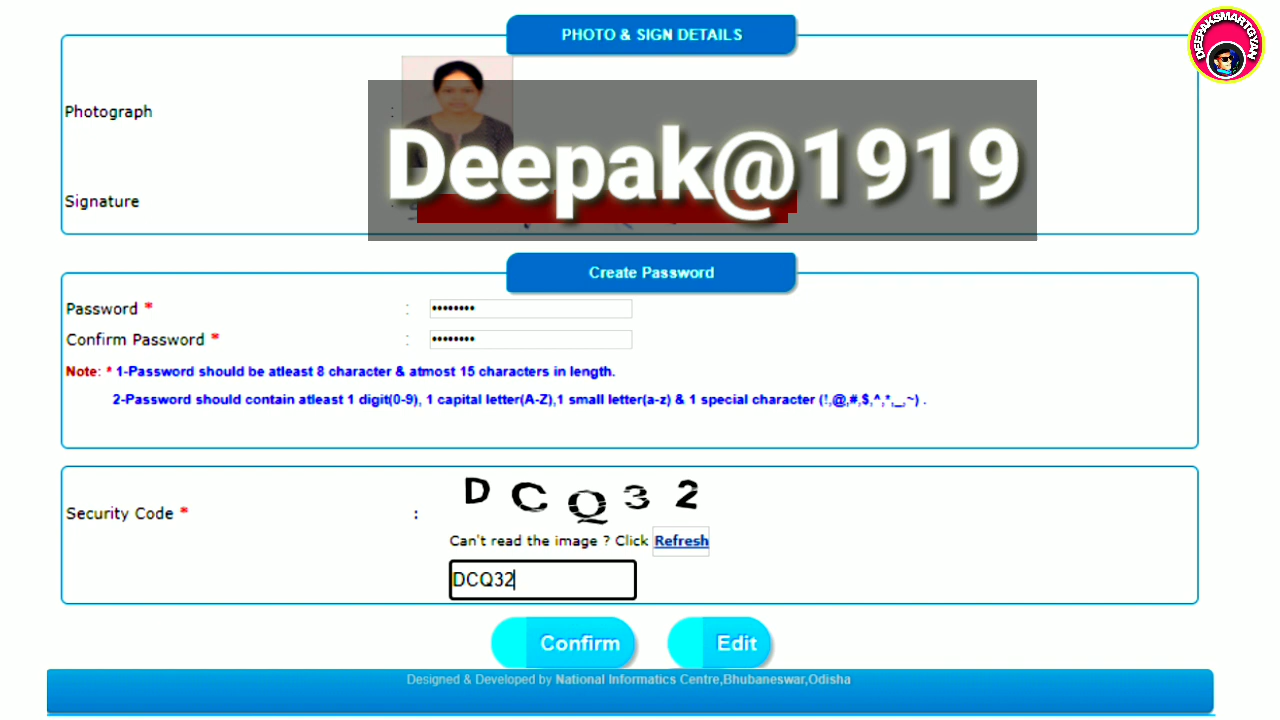 PHOTO & SIGN DETAILS
DEEPAKSMARTGYAN
Photograph :
Deepak@1919
Signature :
Create Password
Password * : ••••••••
Confirm Password * : ••••••••
Note: * 1-Password should be atleast 8 character & atmost 15 characters in length.
2-Password should contain atleast 1 digit(0-9), 1 capital letter(A-Z),1 small letter(a-z) & 1 special character (!,@,#,$,^,*,_,~) .
D C Q 3 2
Security Code * :
Can't read the image ? Click Refresh
DCQ32
Confirm Edit
Designed & Developed by National Informatics Centre,Bhubaneswar,Odisha